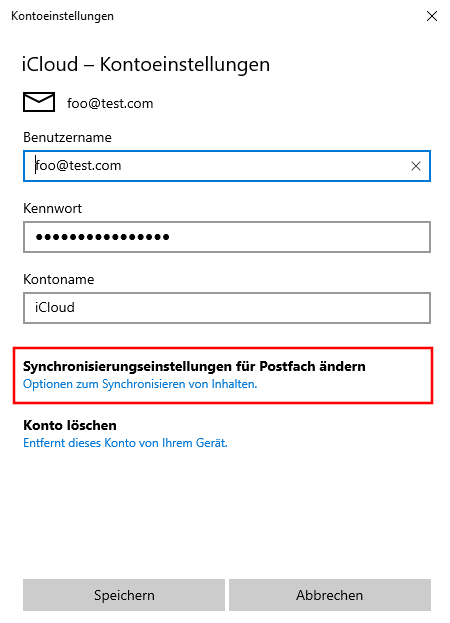 Kontoeinstellungen
iCloud – Kontoeinstellungen
foo@test.com
Benutzername
foo@test.com
Kennwort
●●●●●●●●●●●●●●●●
Kontoname
iCloud
Synchronisierungseinstellungen für Postfach ändern
Optionen zum Synchronisieren von Inhalten.
Konto löschen
Entfernt dieses Konto von Ihrem Gerät.
Speichern Abbrechen